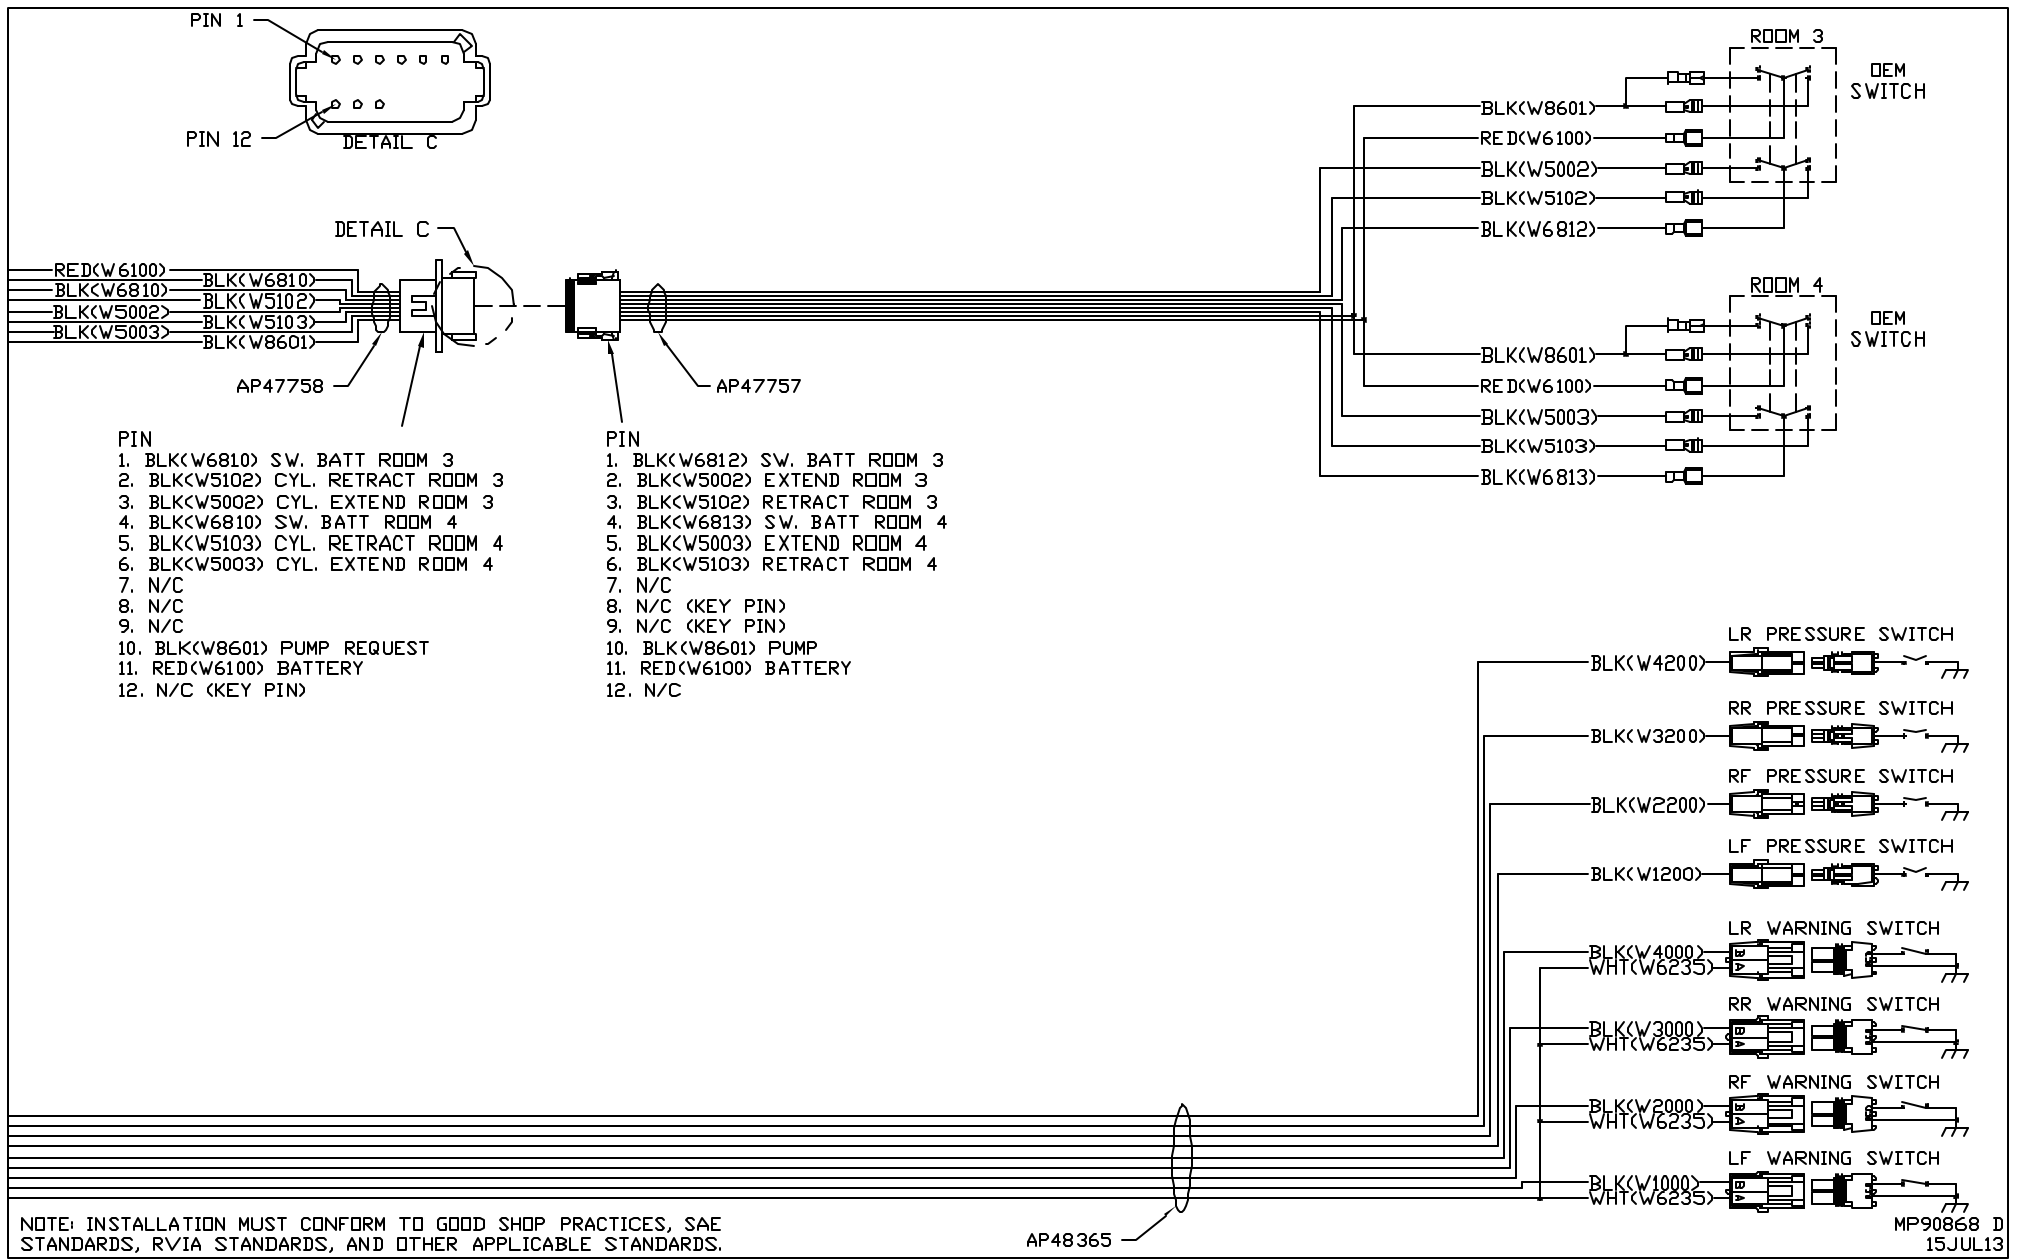 PIN 1
PIN 12
DETAIL C
ROOM 3
OEM
SWITCH
BLK(W8601)
RED(W6100)
BLK(W5002)
BLK(W5102)
BLK(W6812)
DETAIL C
RED(W6100)
BLK(W6810)
BLK(W6810)
BLK(W5102)
BLK(W5002)
BLK(W5103)
BLK(W5003)
BLK(W8601)
AP47758
AP47757
ROOM 4
OEM
SWITCH
BLK(W8601)
RED(W6100)
BLK(W5003)
BLK(W5103)
BLK(W6813)
PIN
1. BLK(W6810) SW. BATT ROOM 3
2. BLK(W5102) CYL. RETRACT ROOM 3
3. BLK(W5002) CYL. EXTEND ROOM 3
4. BLK(W6810) SW. BATT ROOM 4
5. BLK(W5103) CYL. RETRACT ROOM 4
6. BLK(W5003) CYL. EXTEND ROOM 4
7. N/C
8. N/C
9. N/C
10. BLK(W8601) PUMP REQUEST
11. RED(W6100) BATTERY
12. N/C (KEY PIN)
PIN
1. BLK(W6812) SW. BATT ROOM 3
2. BLK(W5002) EXTEND ROOM 3
3. BLK(W5102) RETRACT ROOM 3
4. BLK(W6813) SW. BATT ROOM 4
5. BLK(W5003) EXTEND ROOM 4
6. BLK(W5103) RETRACT ROOM 4
7. N/C
8. N/C (KEY PIN)
9. N/C (KEY PIN)
10. BLK(W8601) PUMP
11. RED(W6100) BATTERY
12. N/C
LR PRESSURE SWITCH
BLK(W4200)
RR PRESSURE SWITCH
BLK(W3200)
RF PRESSURE SWITCH
BLK(W2200)
LF PRESSURE SWITCH
BLK(W1200)
LR WARNING SWITCH
BLK(W4000)
WHT(W6235)
B
A
RR WARNING SWITCH
BLK(W3000)
WHT(W6235)
B
A
RF WARNING SWITCH
BLK(W2000)
WHT(W6235)
B
A
LF WARNING SWITCH
BLK(W1000)
WHT(W6235)
B
A
AP48365
NOTE: INSTALLATION MUST CONFORM TO GOOD SHOP PRACTICES, SAE
STANDARDS, RVIA STANDARDS, AND OTHER APPLICABLE STANDARDS.
MP90868 D
15JUL13